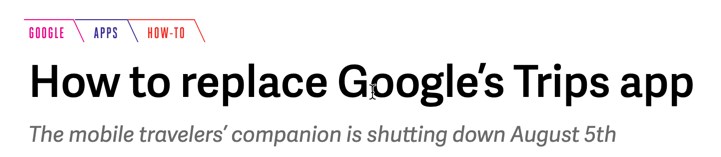 GOOGLE APPS HOW-TO
How to replace Google's Trips app
The mobile travelers' companion is shutting down August 5th